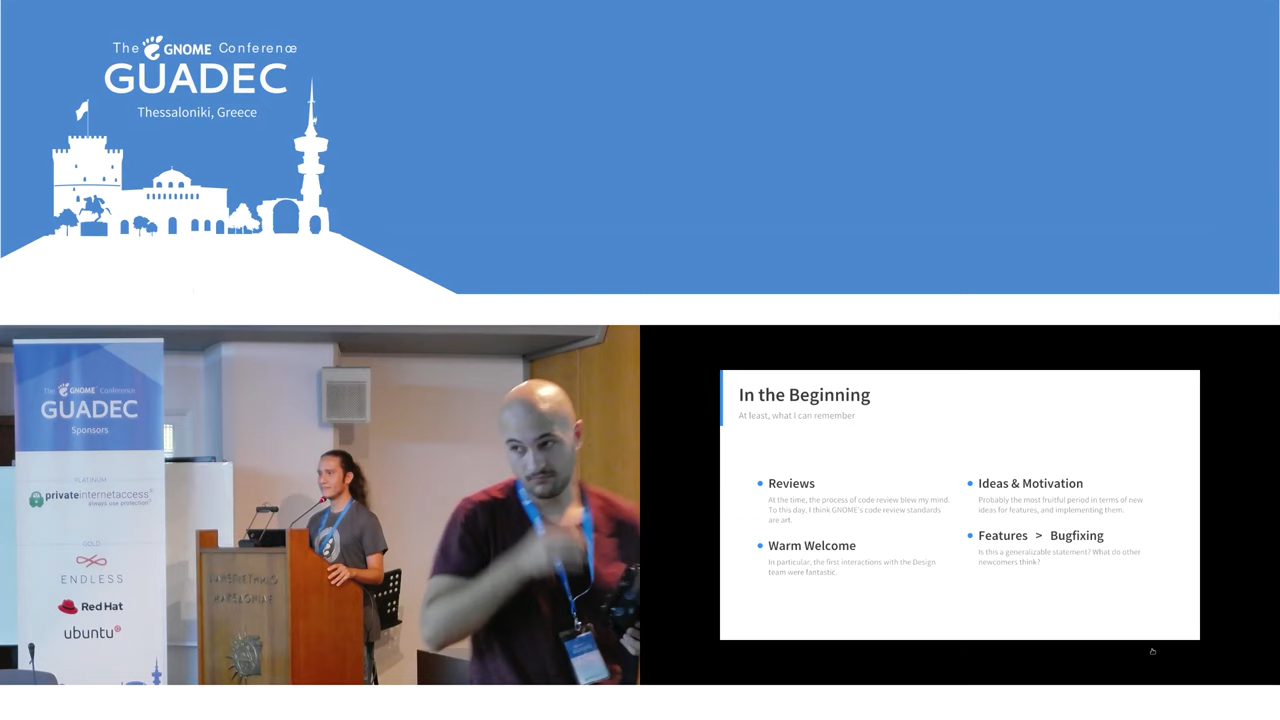 The GNOME Conference
GUADEC
Thessaloniki, Greece
The GNOME Conference
GUADEC
Sponsors
PLATINUM
privateinternetaccess®
always use protection®
GOLD
ENDLESS
Red Hat
ubuntu®
In the Beginning
At least, what I can remember
Reviews
At the time, the process of code review blew my mind.
To this day, I think GNOME's code review standards
are art.
Warm Welcome
In particular, the first interactions with the Design
team were fantastic.
Ideas & Motivation
Probably the most fruitful period in terms of new
ideas for features, and implementing them.
Features > Bugfixing
Is this a generalizable statement? What do other
newcomers think?